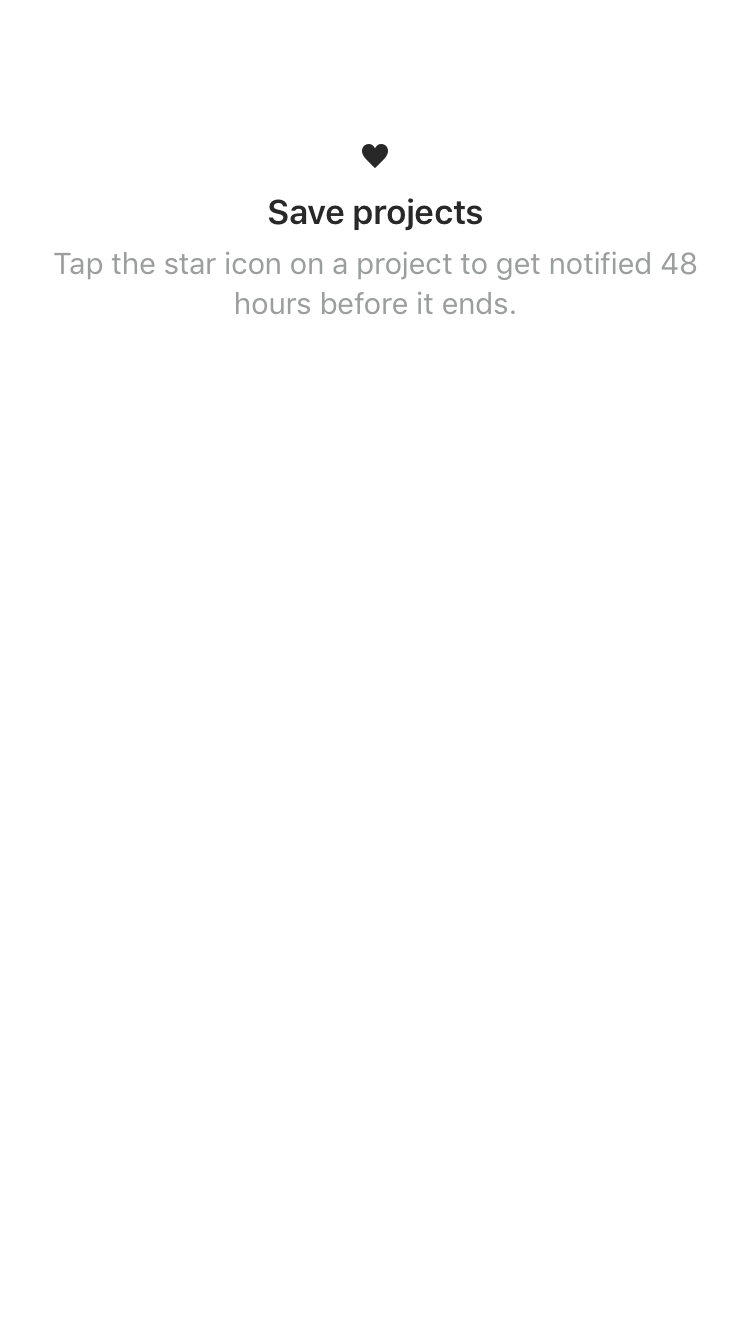 Save projects
Tap the star icon on a project to get notified 48
hours before it ends.